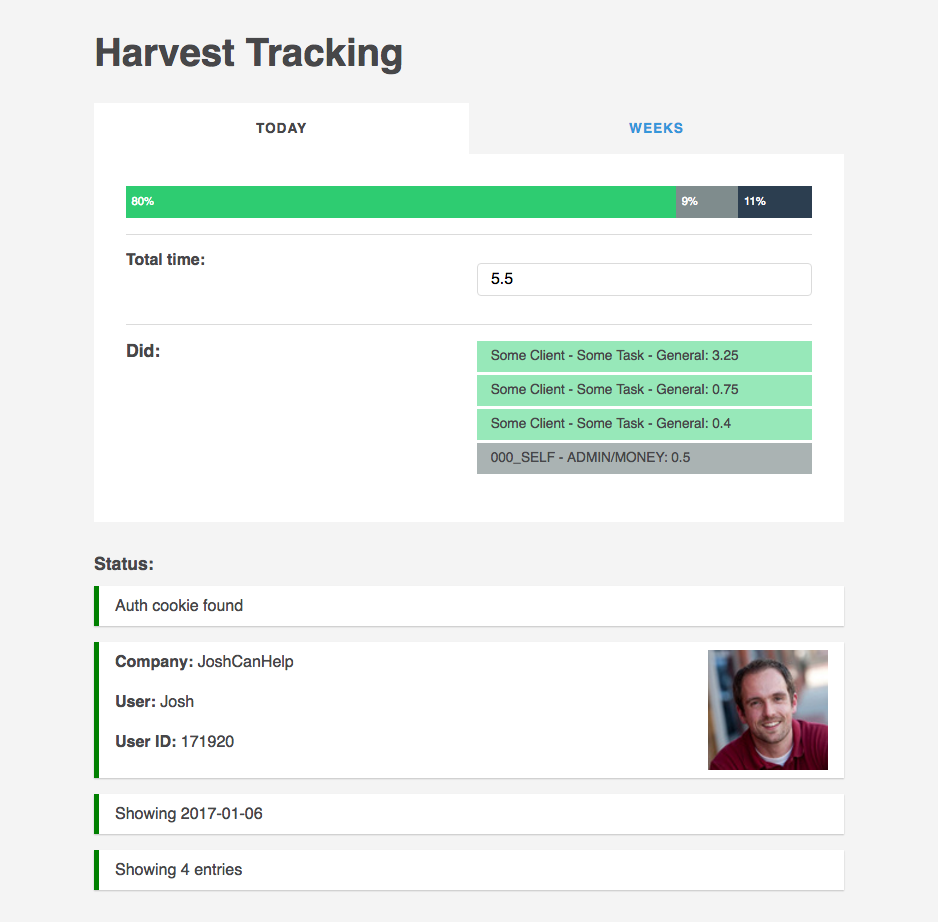 Harvest Tracking
TODAY
WEEKS
80%
9%
11%
Total time:
5.5
Did:
Some Client - Some Task - General: 3.25
Some Client - Some Task - General: 0.75
Some Client - Some Task - General: 0.4
000_SELF - ADMIN/MONEY: 0.5
Status:
Auth cookie found
Company: JoshCanHelp
User: Josh
User ID: 171920
Showing 2017-01-06
Showing 4 entries